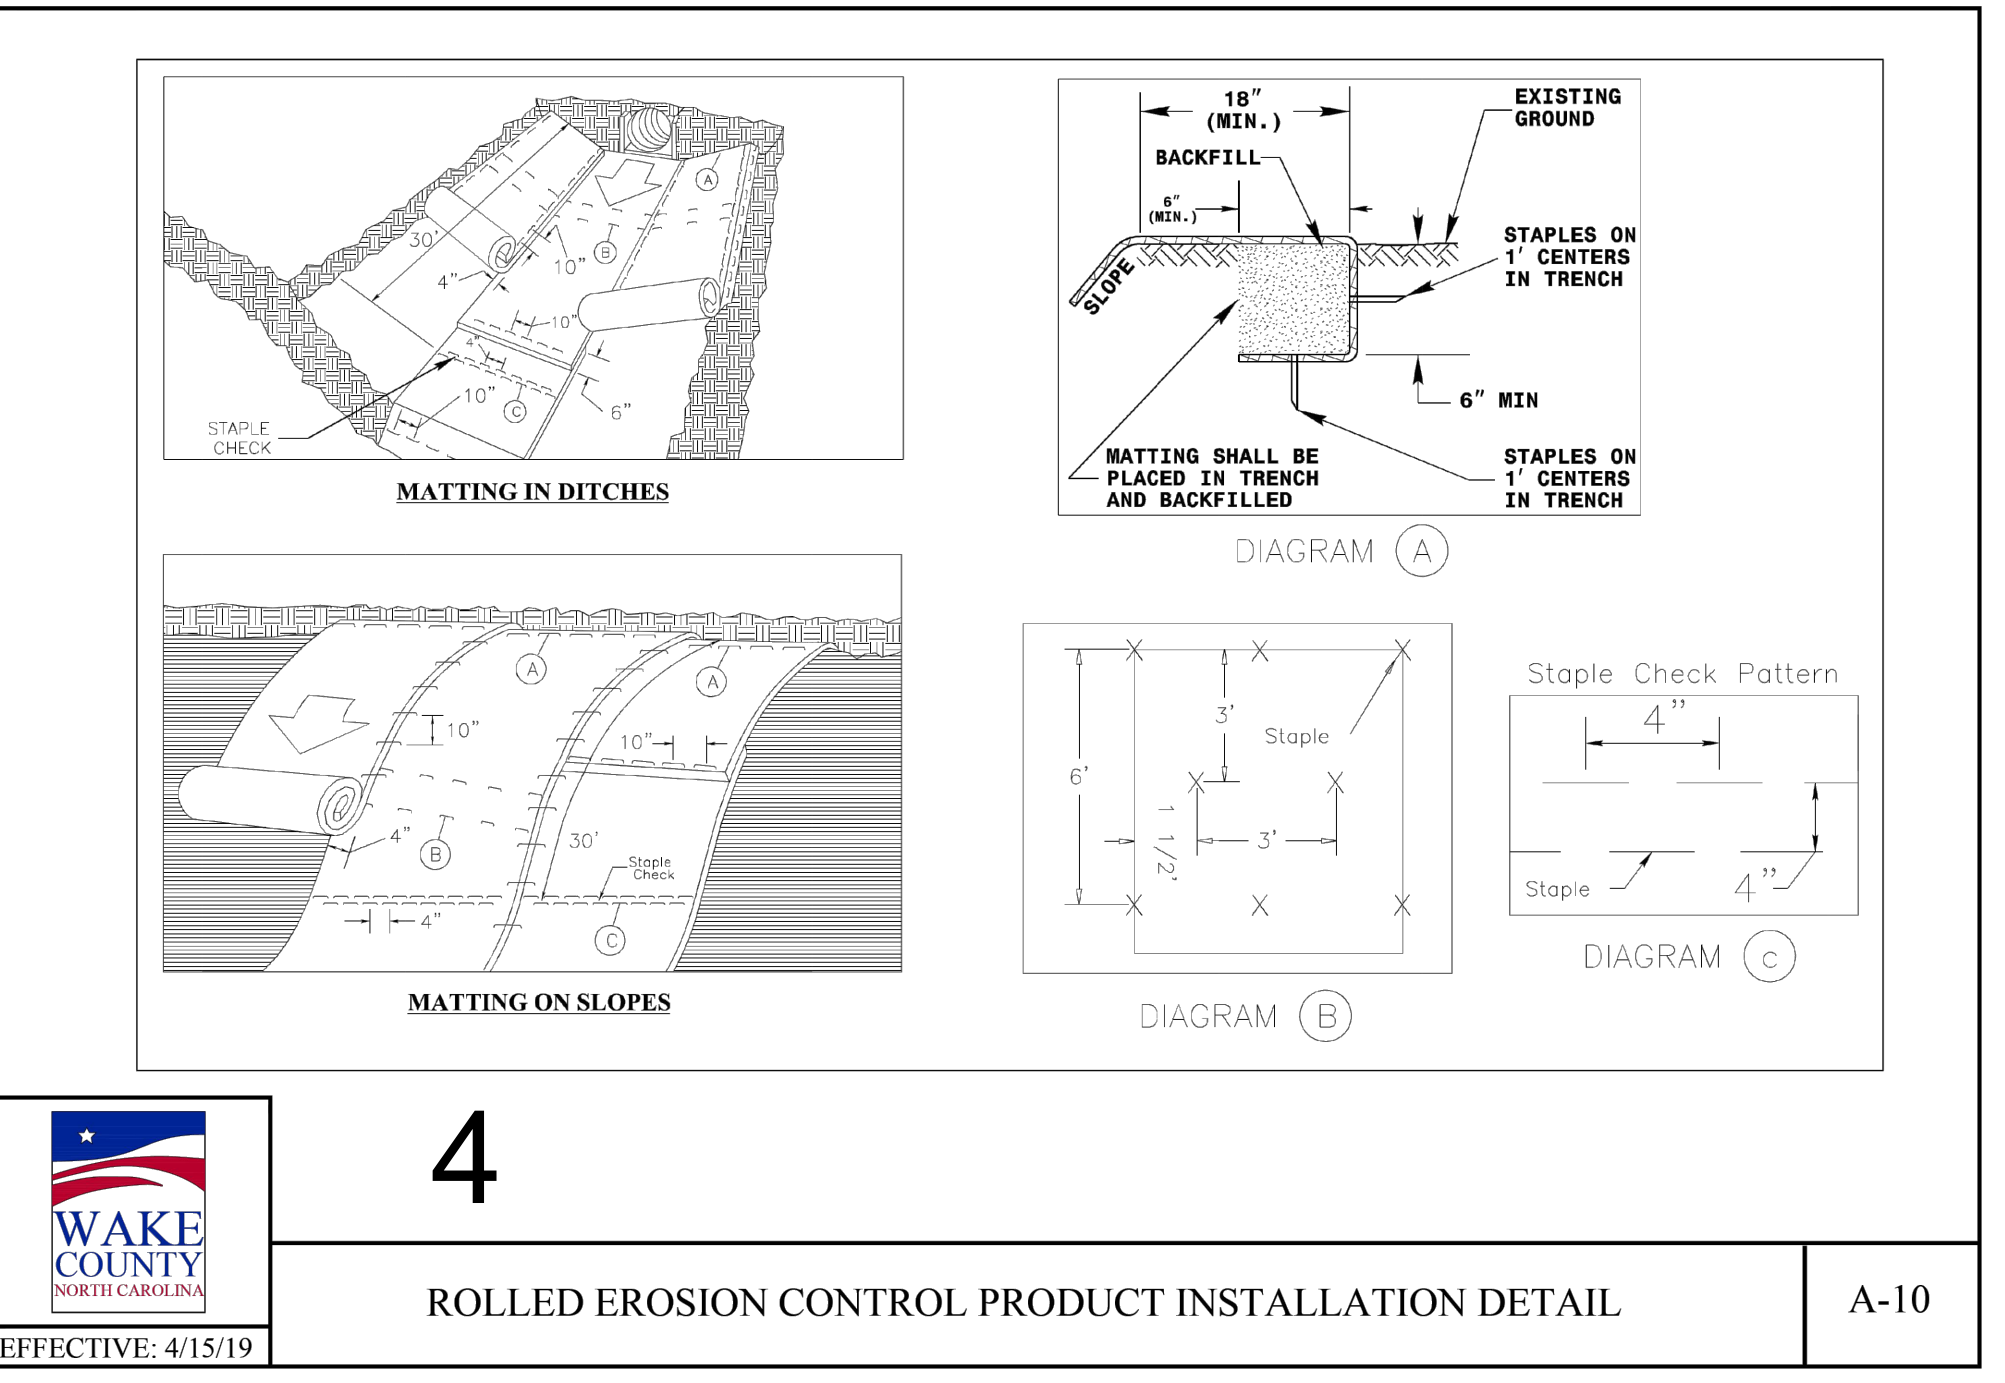 30'
4"
10"
A
B
10"
4"
10"
C
6"
STAPLE
CHECK
MATTING IN DITCHES
18"
(MIN.)
EXISTING
GROUND
BACKFILL
6"
(MIN.)
SLOPE
STAPLES ON
1' CENTERS
IN TRENCH
6" MIN
MATTING SHALL BE
PLACED IN TRENCH
AND BACKFILLED
STAPLES ON
1' CENTERS
IN TRENCH
DIAGRAM A
A
A
10"
10"
4"
B
30'
Staple
Check
4"
C
MATTING ON SLOPES
3'
Staple
6'
1 1/2'
3'
DIAGRAM B
Staple Check Pattern
4"
Staple
4"
DIAGRAM c
4
WAKE
COUNTY
NORTH CAROLINA
EFFECTIVE: 4/15/19
ROLLED EROSION CONTROL PRODUCT INSTALLATION DETAIL
A-10